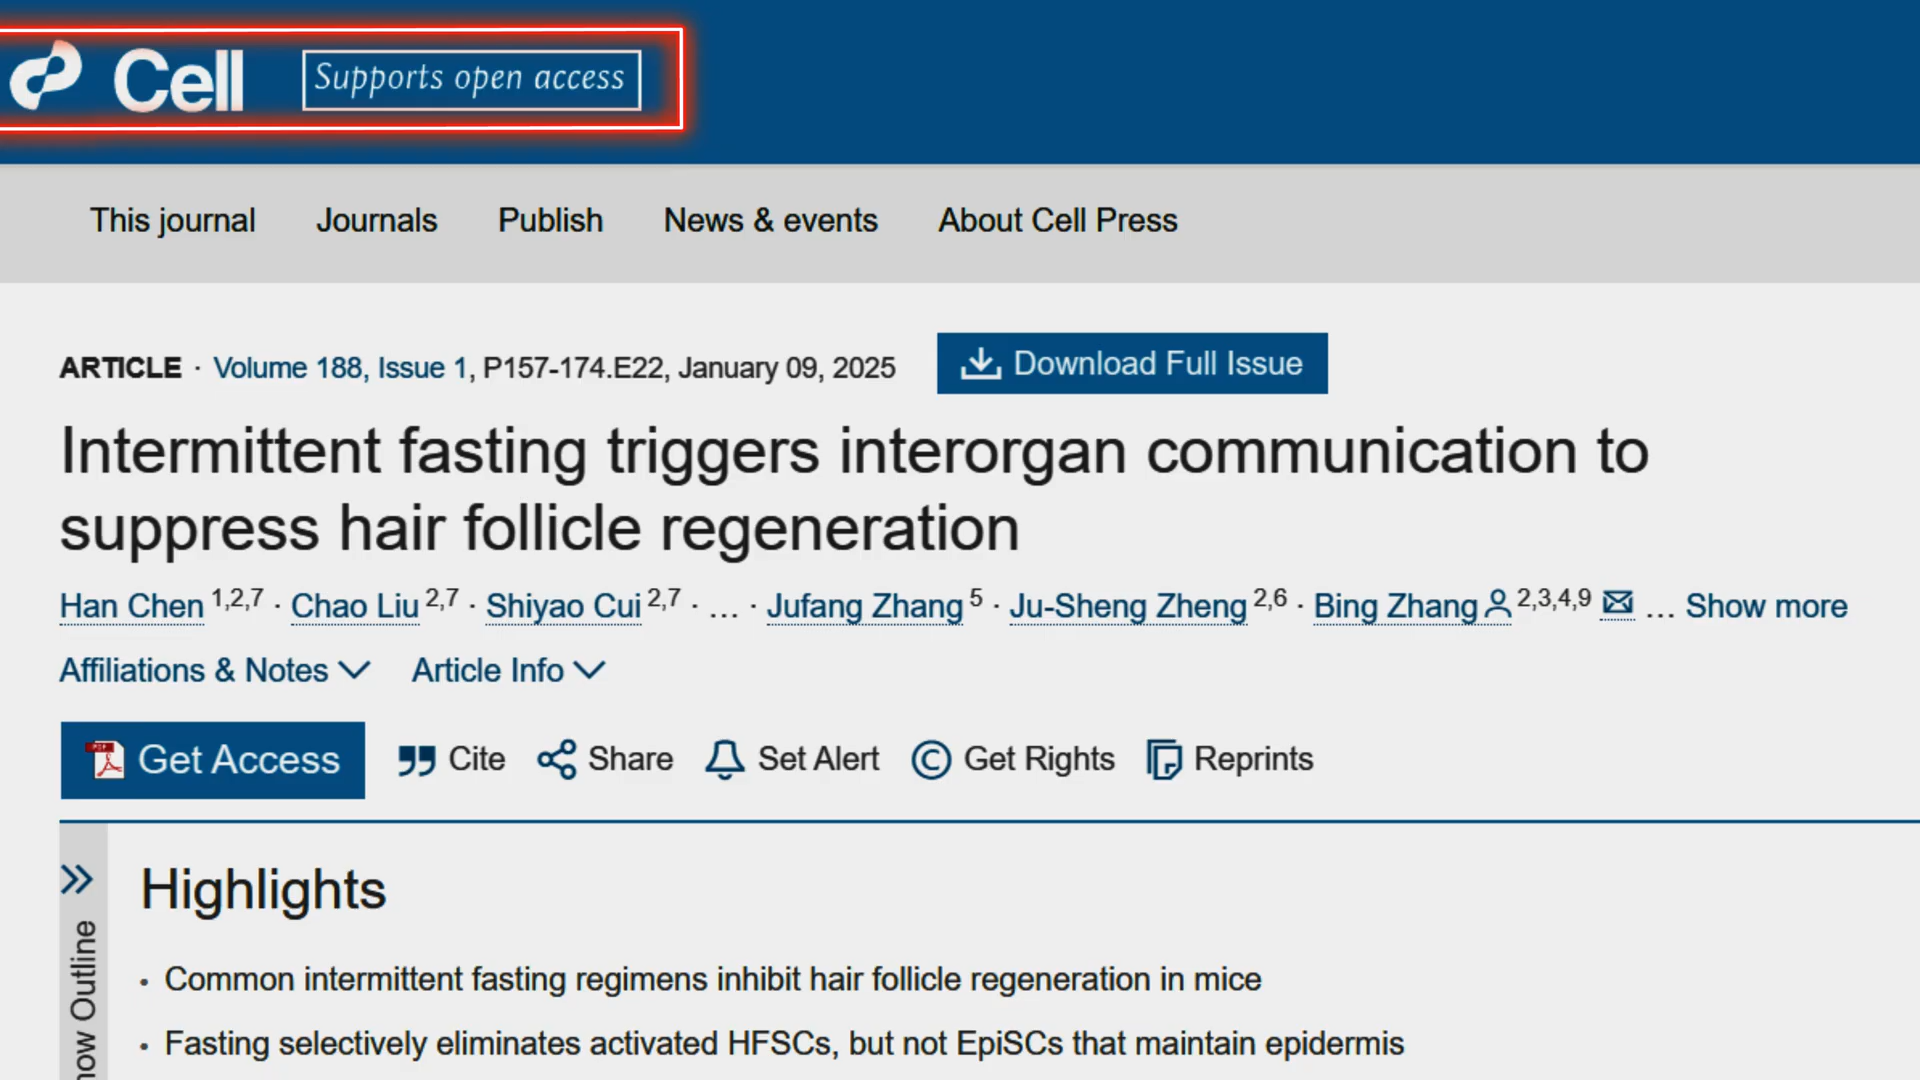 Cell Supports open access
This journal Journals Publish News & events About Cell Press
ARTICLE · Volume 188, Issue 1, P157-174.E22, January 09, 2025 Download Full Issue
Intermittent fasting triggers interorgan communication to
suppress hair follicle regeneration
Han Chen 1,2,7 · Chao Liu 2,7 · Shiyao Cui 2,7 · … · Jufang Zhang 5 · Ju-Sheng Zheng 2,6 · Bing Zhang 2,3,4,9 … Show more
Affiliations & Notes Article Info
Get Access Cite Share Set Alert Get Rights Reprints
Highlights
• Common intermittent fasting regimens inhibit hair follicle regeneration in mice
• Fasting selectively eliminates activated HFSCs, but not EpiSCs that maintain epidermis
Outline